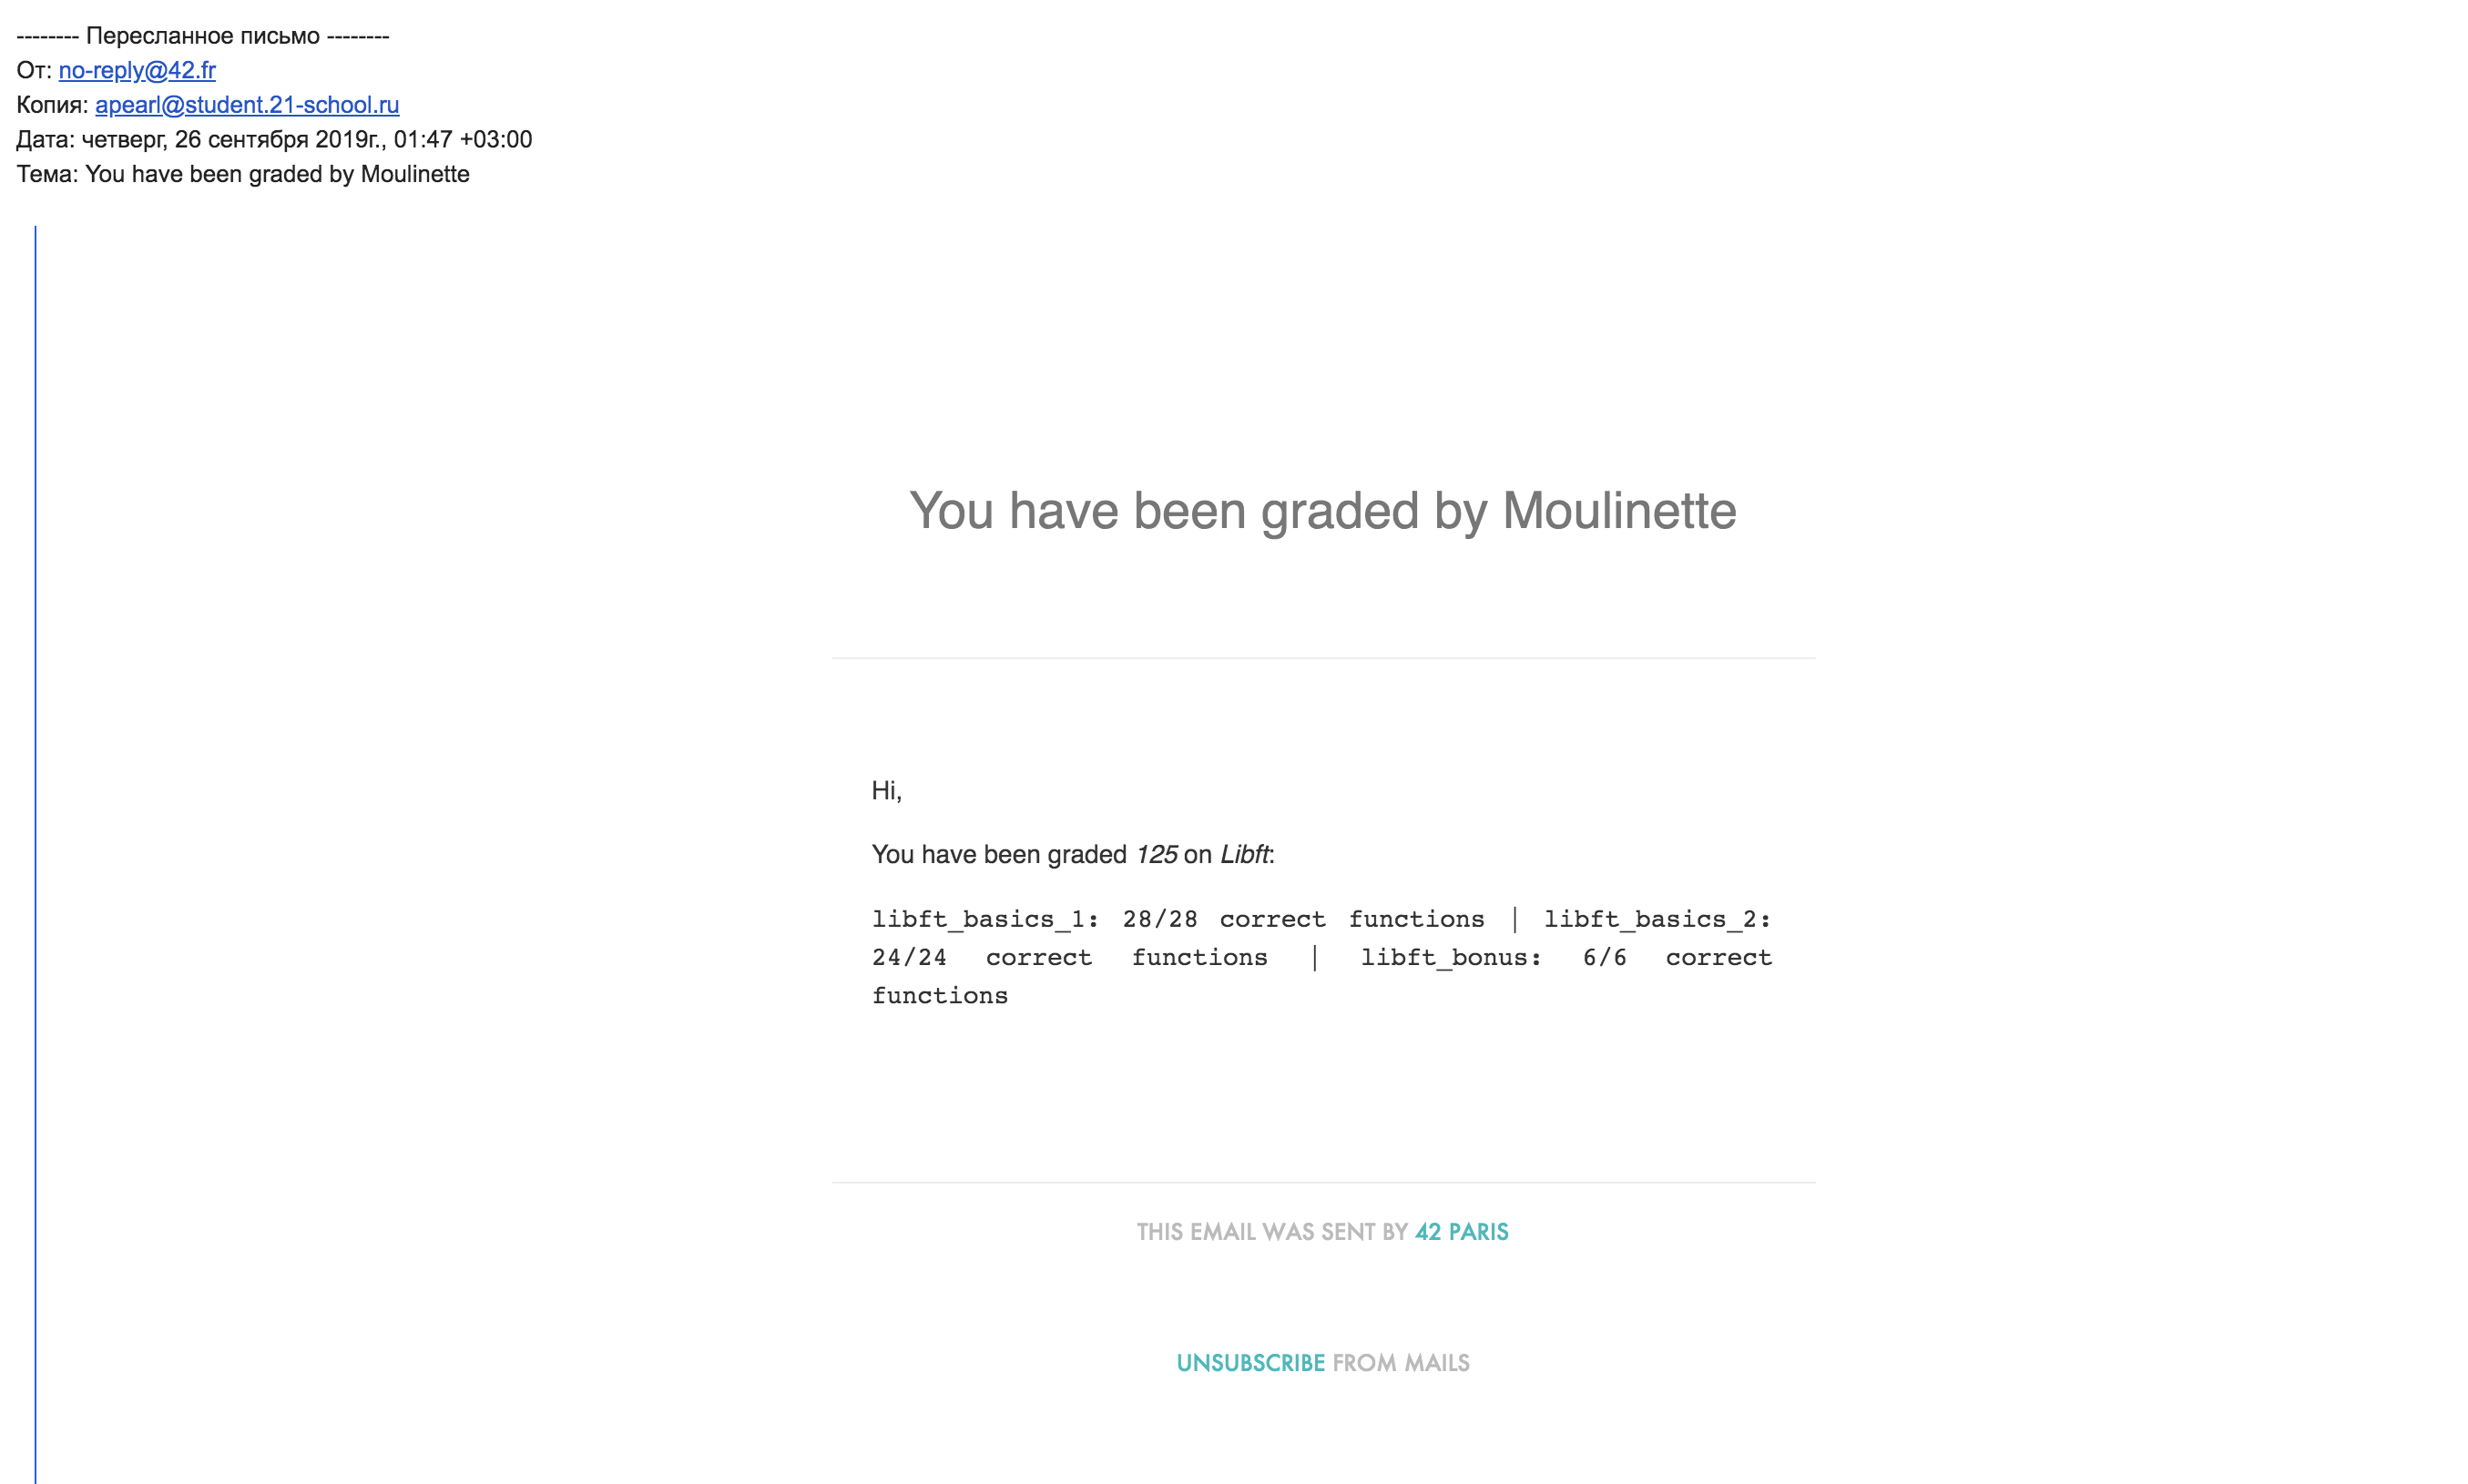 -------- Пересланное письмо --------
От: no-reply@42.fr
Копия: apearl@student.21-school.ru
Дата: четверг, 26 сентября 2019г., 01:47 +03:00
Тема: You have been graded by Moulinette
You have been graded by Moulinette
Hi,
You have been graded 125 on Libft:
libft_basics_1: 28/28 correct functions | libft_basics_2:
24/24 correct functions | libft_bonus: 6/6 correct
functions
THIS EMAIL WAS SENT BY 42 PARIS
UNSUBSCRIBE FROM MAILS